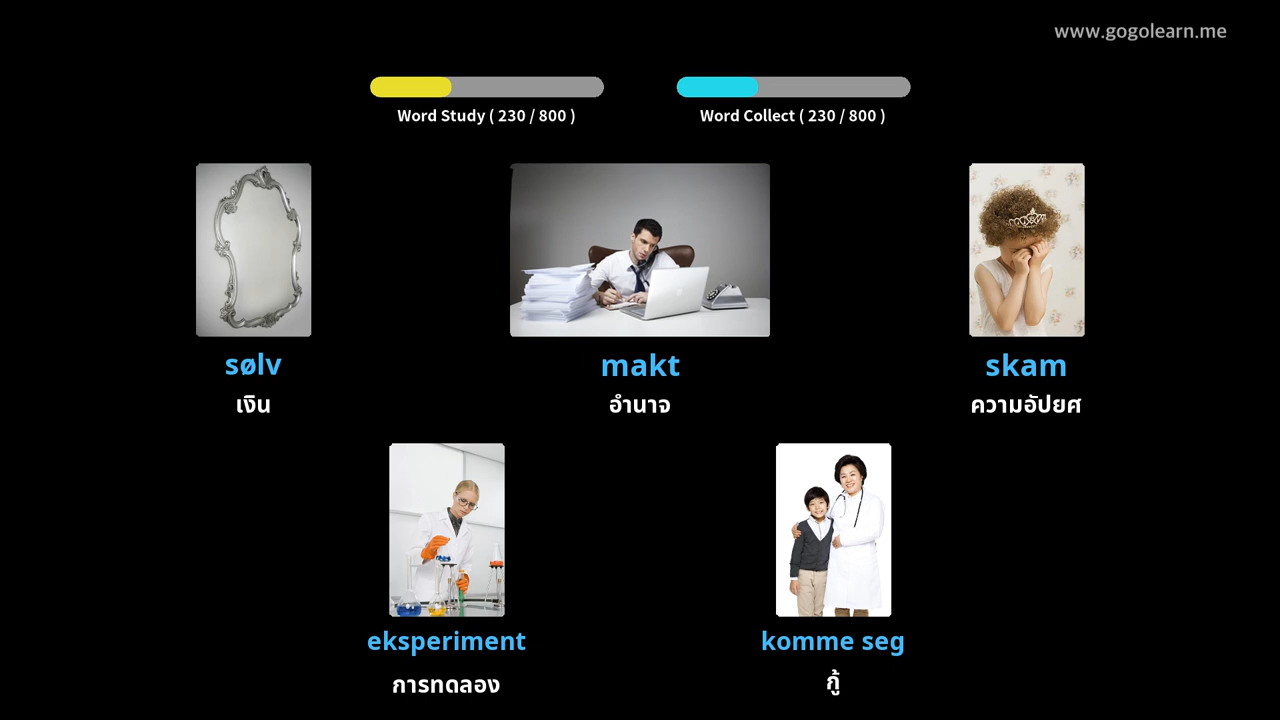 www.gogolearn.me
Word Study ( 230 / 800 )
Word Collect ( 230 / 800 )
sølv
makt
skam
เงิน
อำนาจ
ความอัปยศ
eksperiment
komme seg
การทดลอง
กู้